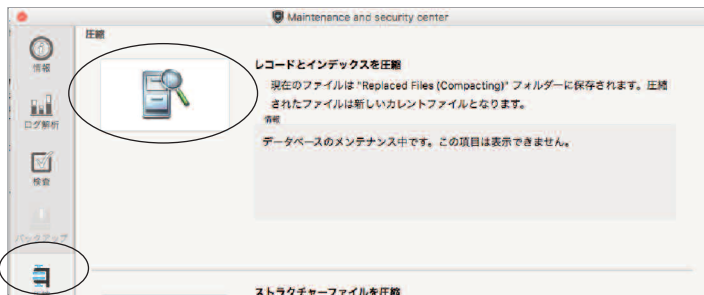 Maintenance and security center
圧縮
情報
ログ解析
検査
バックアップ
レコードとインデックスを圧縮
現在のファイルは "Replaced Files (Compacting)" フォルダーに保存されます。圧縮
されたファイルは新しいカレントファイルとなります。
情報
データベースのメンテナンス中です。この項目は表示できません。
ストラクチャーファイルを圧縮